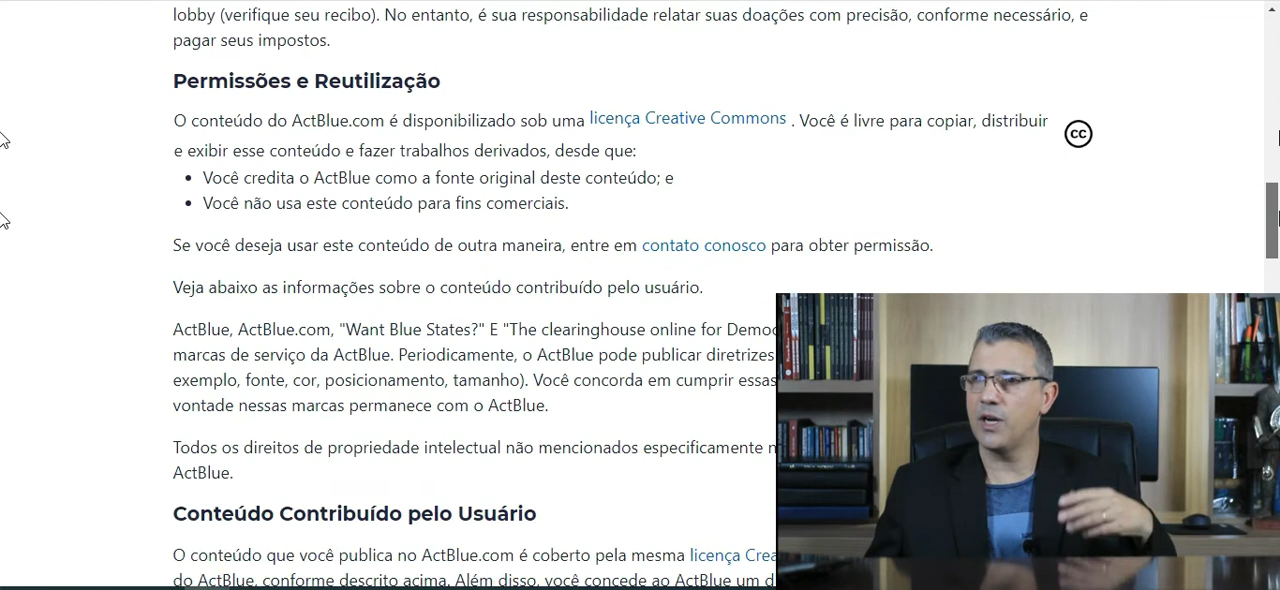 lobby (verifique seu recibo). No entanto, é sua responsabilidade relatar suas doações com precisão, conforme necessário, e
pagar seus impostos.
Permissões e Reutilização
O conteúdo do ActBlue.com é disponibilizado sob uma licença Creative Commons . Você é livre para copiar, distribuir
cc
e exibir esse conteúdo e fazer trabalhos derivados, desde que:
• Você credita o ActBlue como a fonte original deste conteúdo; e
• Você não usa este conteúdo para fins comerciais.
Se você deseja usar este conteúdo de outra maneira, entre em contato conosco para obter permissão.
Veja abaixo as informações sobre o conteúdo contribuído pelo usuário.
ActBlue, ActBlue.com, "Want Blue States?" E "The clearinghouse online for Democ
marcas de serviço da ActBlue. Periodicamente, o ActBlue pode publicar diretrizes
exemplo, fonte, cor, posicionamento, tamanho). Você concorda em cumprir essas
vontade nessas marcas permanece com o ActBlue.
Todos os direitos de propriedade intelectual não mencionados especificamente n
ActBlue.
Conteúdo Contribuído pelo Usuário
O conteúdo que você publica no ActBlue.com é coberto pela mesma licença Crea
do ActBlue, conforme descrito acima. Além disso, você concede ao ActBlue um d